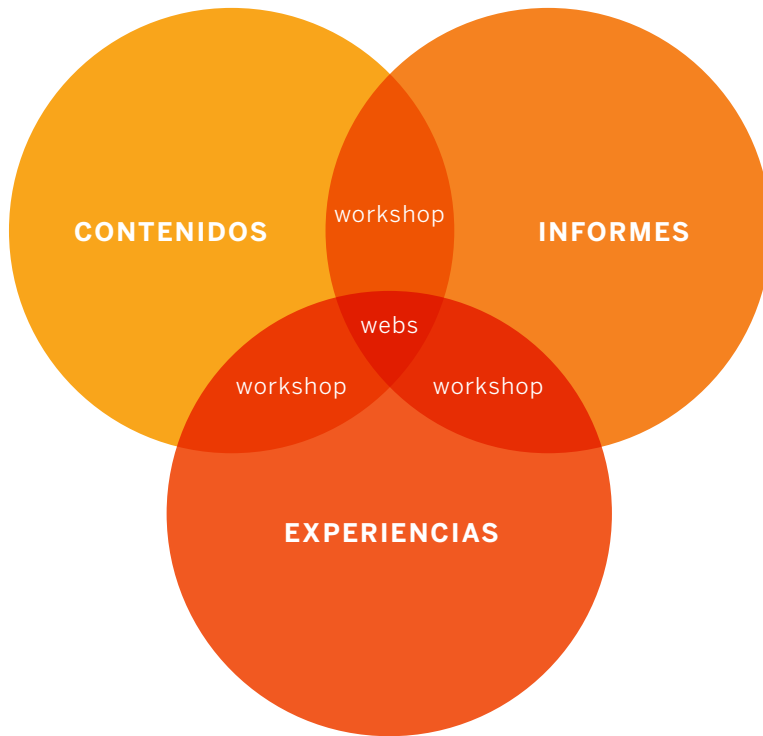 workshop
CONTENIDOS
INFORMES
webs
workshop
workshop
EXPERIENCIAS